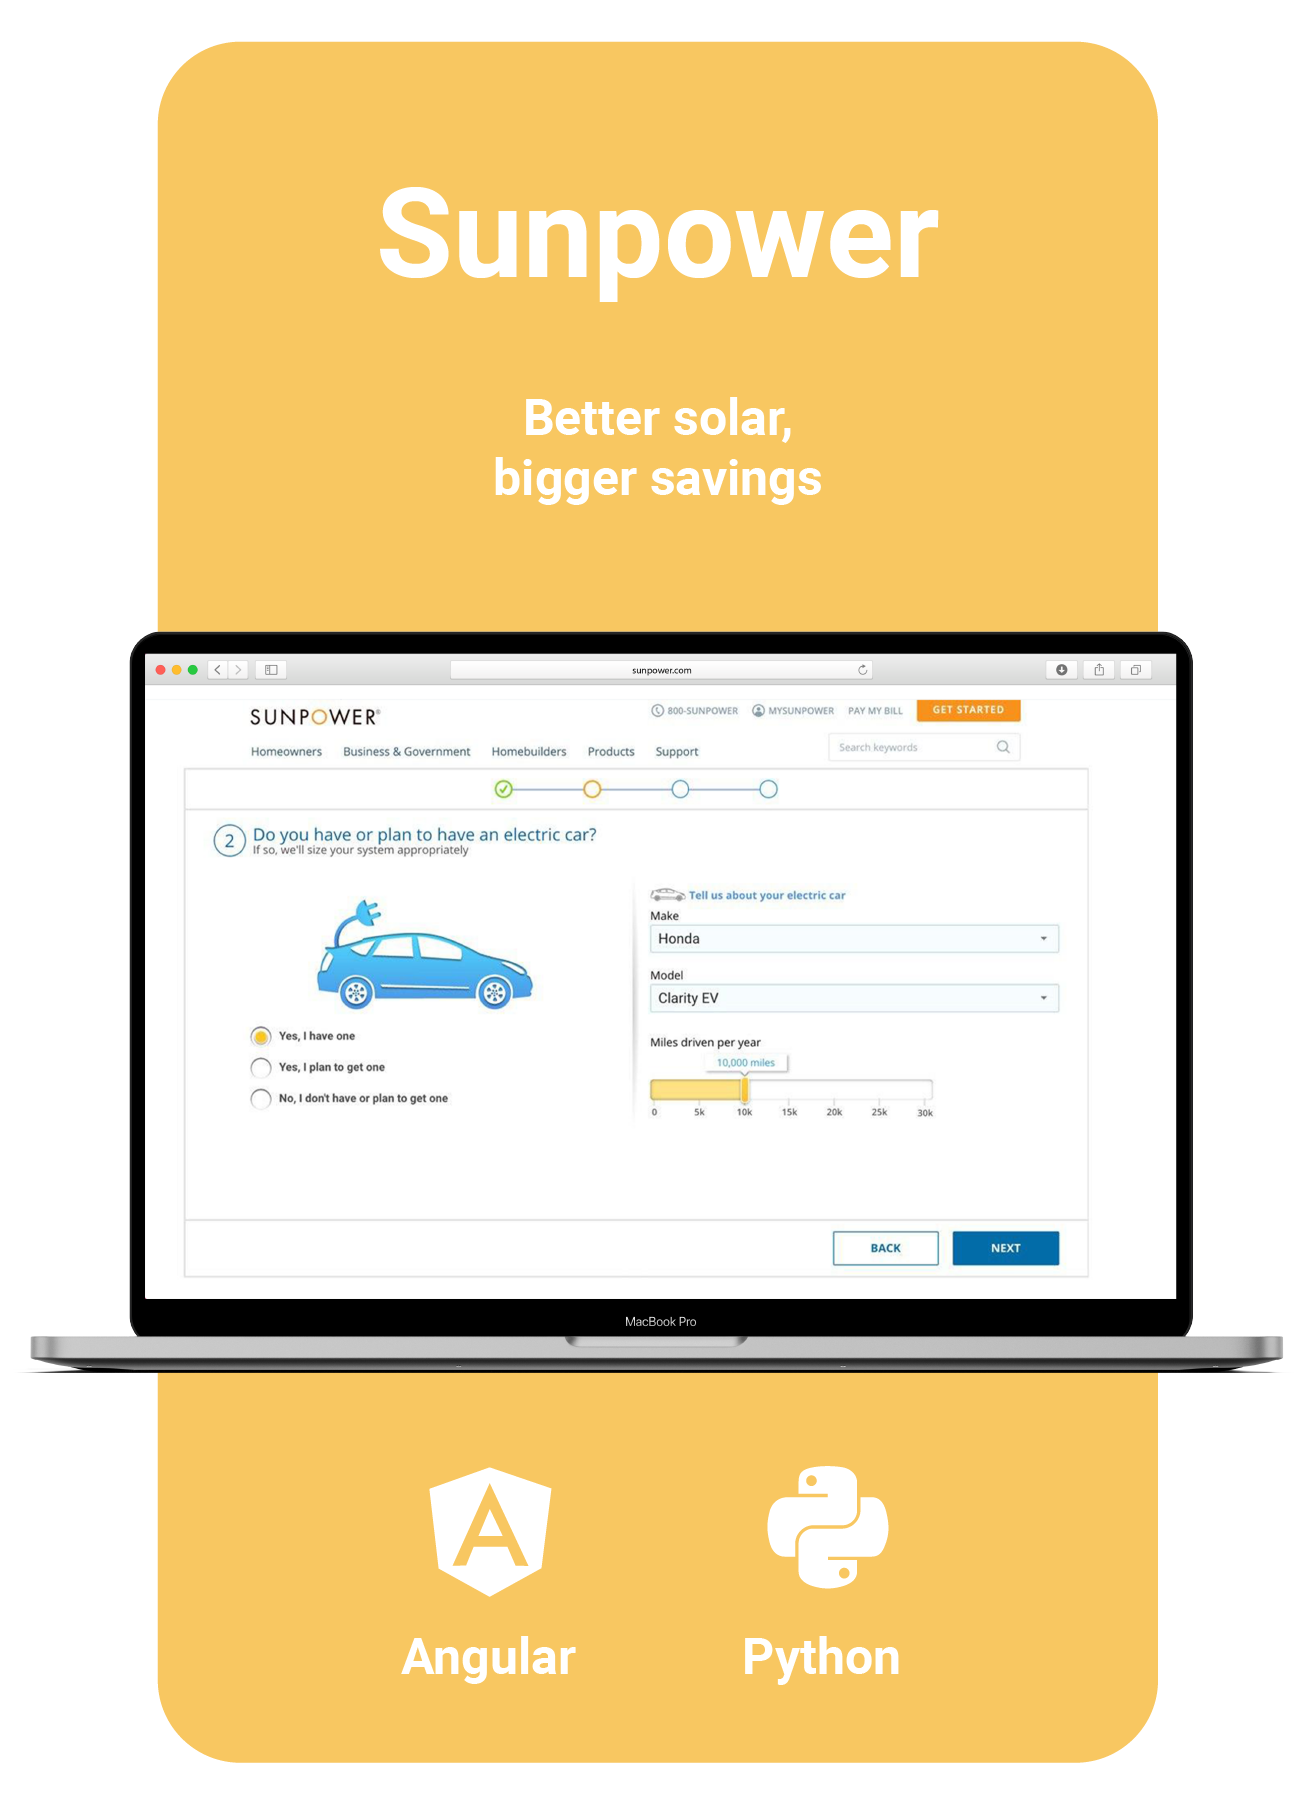 Sunpower
Better solar,
bigger savings
sunpower.com
SUNPOWER®
800-SUNPOWER MYSUNPOWER PAY MY BILL GET STARTED
Homeowners Business & Government Homebuilders Products Support
Search keywords
2 Do you have or plan to have an electric car?
If so, we'll size your system appropriately
Tell us about your electric car
Make
Honda
Model
Clarity EV
Yes, I have one
Yes, I plan to get one
No, I don't have or plan to get one
Miles driven per year
10,000 miles
0 5k 10k 15k 20k 25k 30k
BACK NEXT
MacBook Pro
Angular Python